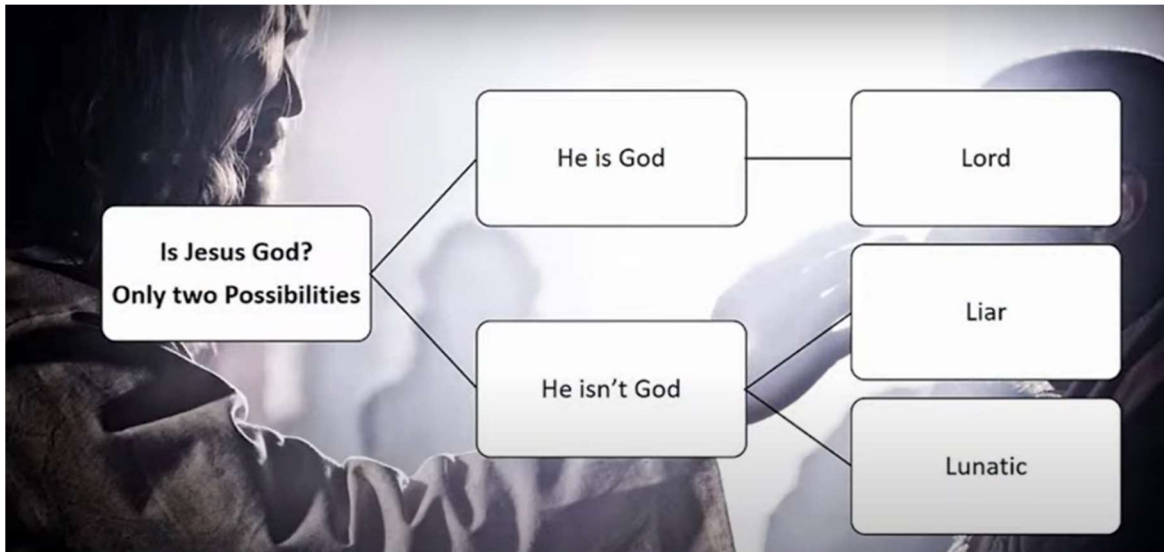 Is Jesus God?
Only two Possibilities
He is God
He isn't God
Lord
Liar
Lunatic